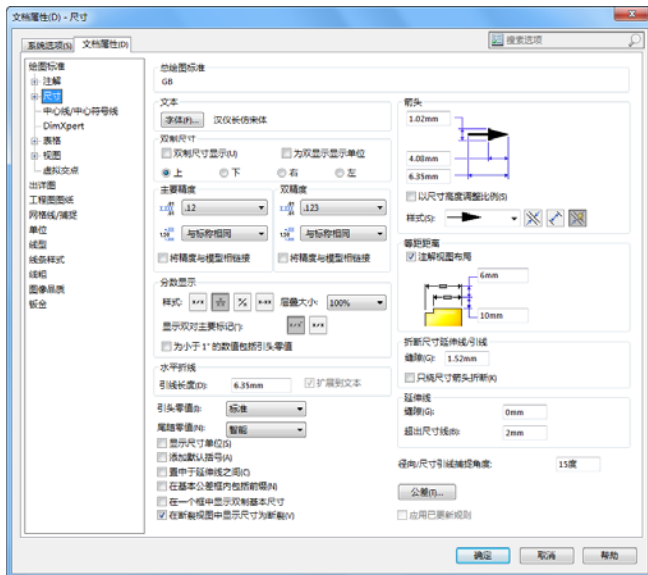 文档属性(D) - 尺寸
系统选项(S)
文档属性(D)
搜索选项
绘图标准
注解
尺寸
中心线/中心符号线
DimXpert
表格
视图
虚拟交点
出详图
工程图图纸
网格线/捕捉
单位
线型
线条样式
线粗
图像品质
钣金
总绘图标准
GB
文本
字体(F)...
汉仪长仿宋体
双制尺寸
双制尺寸显示(U)
为双显示显示单位
上
下
右
左
主要精度
.12
与标称相同
将精度与模型相链接
双精度
.123
与标称相同
将精度与模型相链接
分数显示
样式:
层叠大小:
100%
显示双对主要标记('):
为小于 1" 的数值包括引头零值
水平折线
引线长度(D):
6.35mm
扩展到文本
引头零值(I):
标准
尾随零值(N):
智能
显示尺寸单位(S)
添加默认括号(A)
置中于延伸线之间(C)
在基本公差框内包括前缀(N)
在一个框中显示双制基本尺寸
在断裂视图中显示尺寸为断裂(V)
箭头
1.02mm
4.08mm
6.35mm
以尺寸高度调整比例(S)
样式(S):
等距距离
注解视图布局
6mm
10mm
折断尺寸延伸线/引线
缝隙(G):
1.52mm
只绕尺寸箭头折断(K)
延伸线
缝隙(G):
0mm
超出尺寸线(B):
2mm
径向/尺寸引线捕捉角度:
15度
公差(T)...
应用已更新规则
确定
取消
帮助